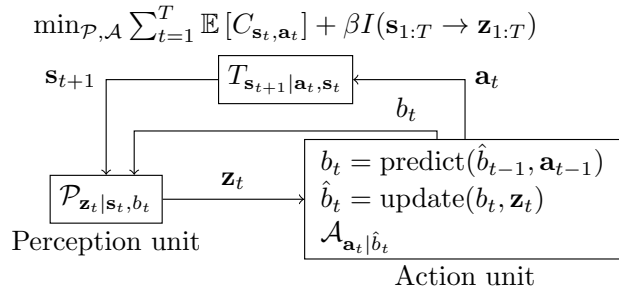 min_{𝒫,𝒜} ∑_{t=1}^{T} 𝔼 [C_{𝐬_t,𝐚_t}] + βI(𝐬_{1:T} → 𝐳_{1:T})
𝐬_{t+1}
T_{𝐬_{t+1}|𝐚_t,𝐬_t}
𝐚_t
b_t
𝒫_{𝐳_t|𝐬_t,b_t}
𝐳_t
b_t = predict(b̂_{t−1}, 𝐚_{t−1})
b̂_t = update(b_t, 𝐳_t)
𝒜_{𝐚_t|b̂_t}
Perception unit
Action unit